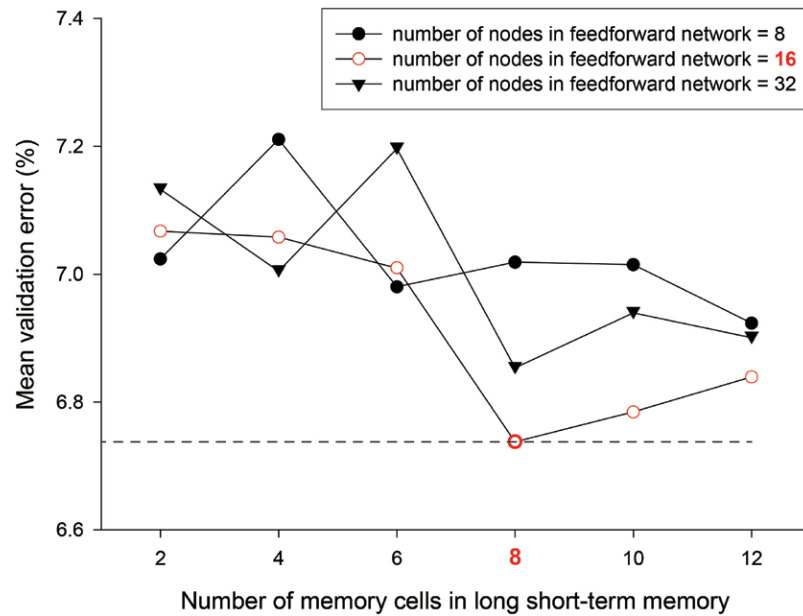 7.4
number of nodes in feedforward network = 8
number of nodes in feedforward network = 16
number of nodes in feedforward network = 32
7.2
7.0
6.8
6.6
Mean validation error (%)
2 4 6 8 10 12
Number of memory cells in long short-term memory